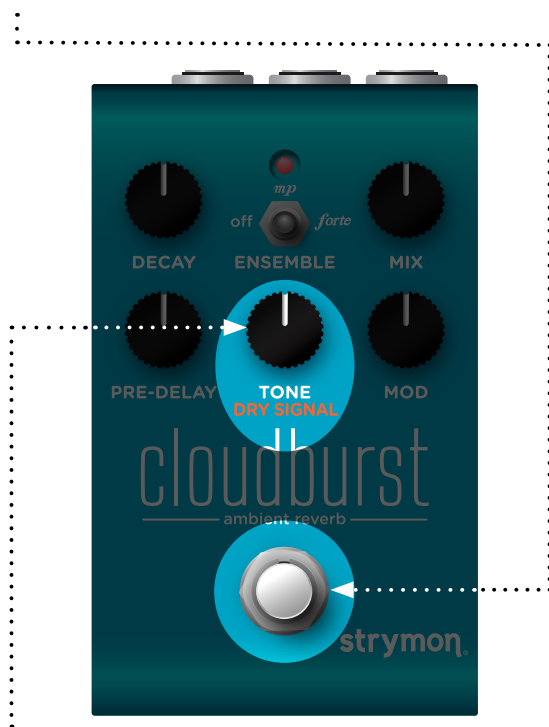 mp
off forte
DECAY ENSEMBLE MIX
PRE-DELAY TONE MOD
DRY SIGNAL
cloudburst
ambient reverb
strymon®